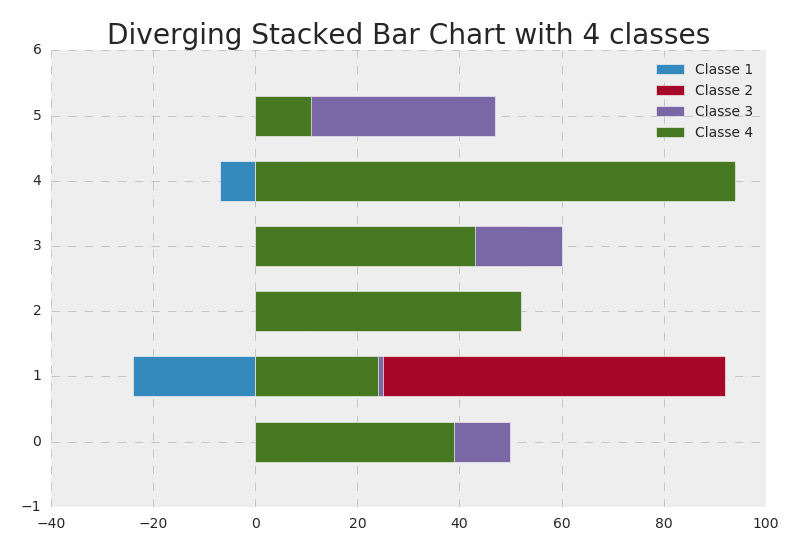 Diverging Stacked Bar Chart with 4 classes
6
5
4
3
2
1
0
−1
Classe 1
Classe 2
Classe 3
Classe 4
−40 −20 0 20 40 60 80 100